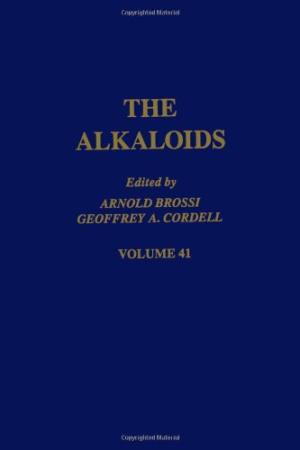 THE
ALKALOIDS
Edited by
ARNOLD BROSSI
GEOFFREY A. CORDELL
VOLUME 41